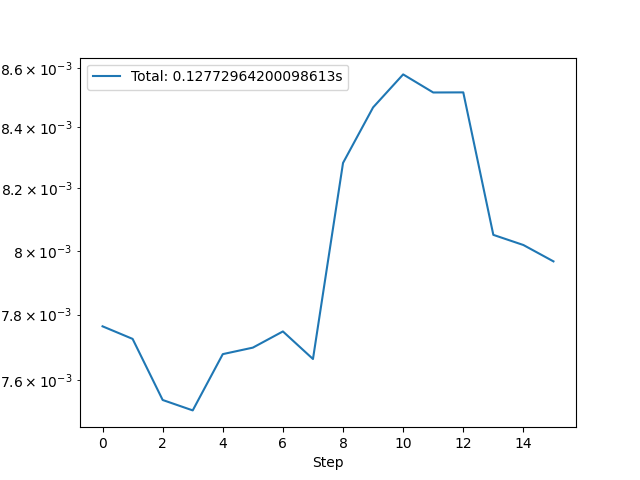 Total: 0.12772964200098613s
8.6 × 10⁻³
8.4 × 10⁻³
8.2 × 10⁻³
8 × 10⁻³
7.8 × 10⁻³
7.6 × 10⁻³
0 2 4 6 8 10 12 14
Step